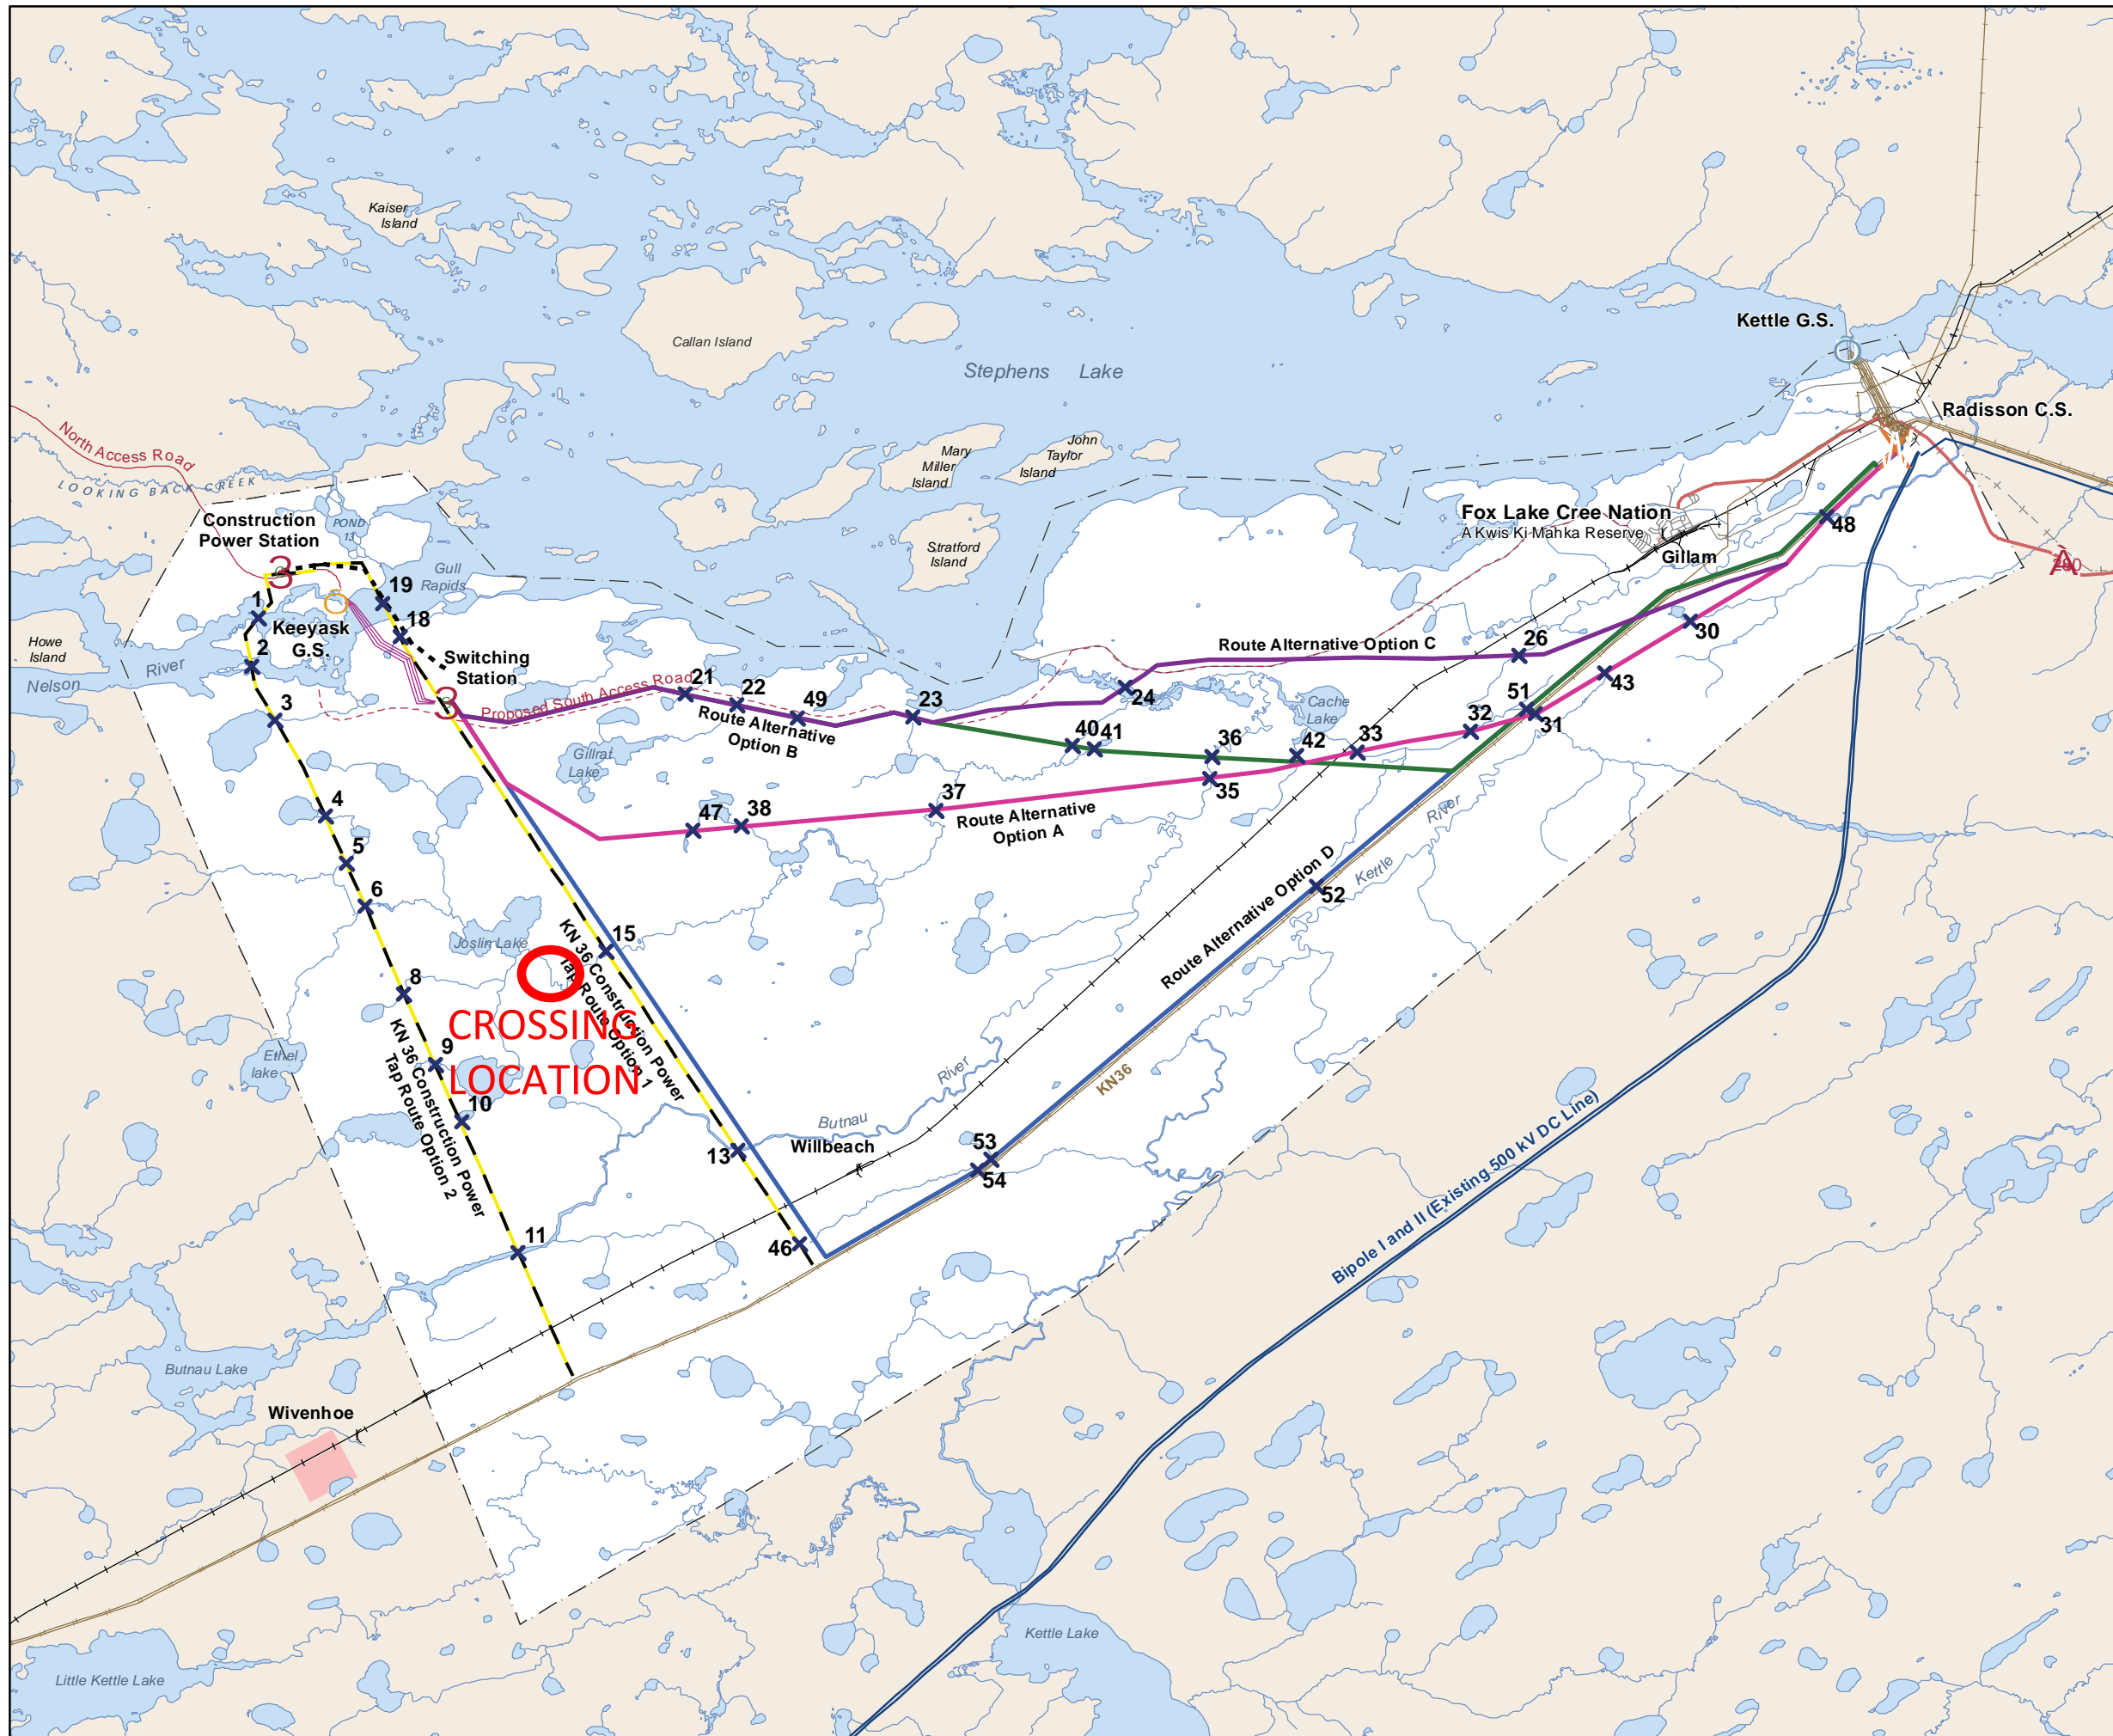 Kaiser
Island
Callan Island
Stephens Lake
Kettle G.S.
Radisson C.S.
North Access Road
LOOKING BACK CREEK
Mary
Miller
Island
John
Taylor
Island
Stratford
Island
Construction
Power Station
POND
13
Gull
Rapids
3
19
18
1
2
3
Keeyask
G.S.
Howe
Island
River
Nelson
Switching
Station
3
Proposed South Access Road
21
22
49
23
24
Route Alternative
Option B
Route Alternative Option C
26
Fox Lake Cree Nation
A Kwis Ki Mahka Reserve
Gillam
48
280
30
43
51
31
32
33
42
36
35
40
41
Cache
Lake
Gillrat
Lake
47
38
37
Route Alternative
Option A
4
5
6
8
9
10
11
Joslin Lake
15
KN 36 Construction Power
Tap Route Option 1
CROSSING
LOCATION
KN 36 Construction Power
Tap Route Option 2
Ethel
lake
Route Alternative Option D
52
Kettle
River
KN36
Butnau
River
Willbeach
13
46
53
54
Bipole I and II (Existing 500 kV DC Line)
Butnau Lake
Wivenhoe
Little Kettle Lake
Kettle Lake